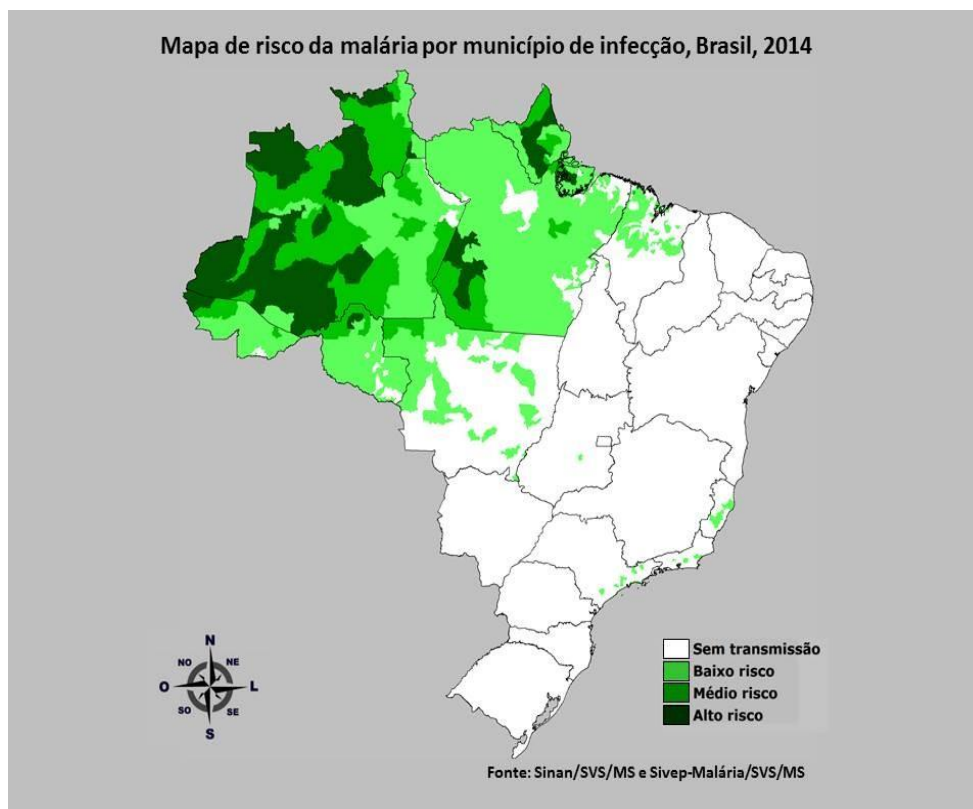 Mapa de risco da malária por município de infecção, Brasil, 2014
N
NO NE
O L
SO SE
S
Sem transmissão
Baixo risco
Médio risco
Alto risco
Fonte: Sinan/SVS/MS e Sivep-Malária/SVS/MS